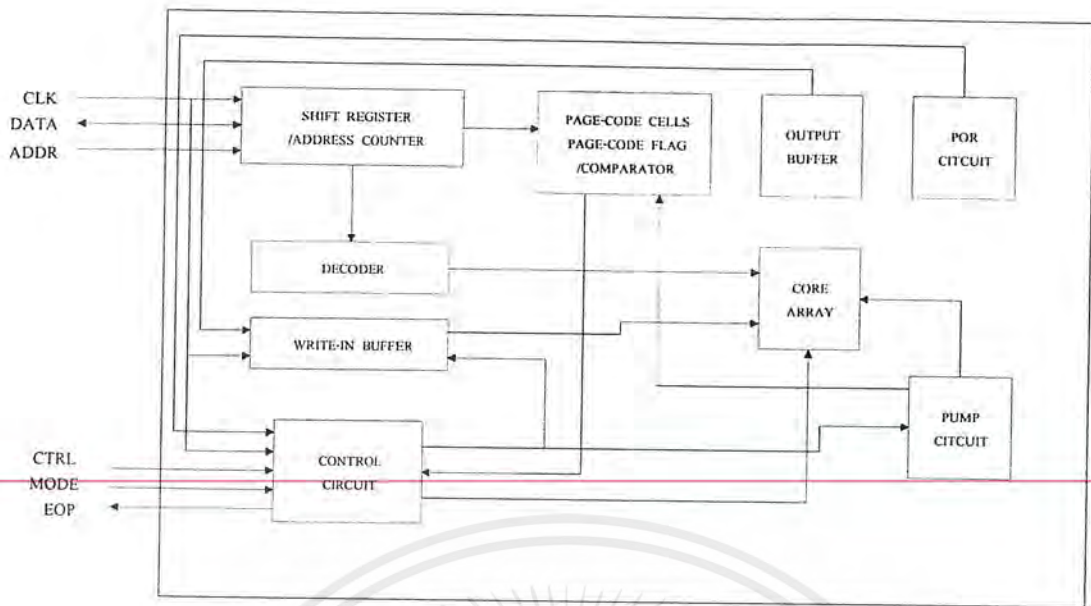 CLK
DATA
ADDR
SHIFT REGISTER
/ADDRESS COUNTER
PAGE-CODE CELLS
PAGE-CODE FLAG
/COMPARATOR
OUTPUT
BUFFER
POR
CITCUIT
DECODER
CORE
ARRAY
WRITE-IN BUFFER
PUMP
CITCUIT
CTRL
MODE
EOP
CONTROL
CIRCUIT